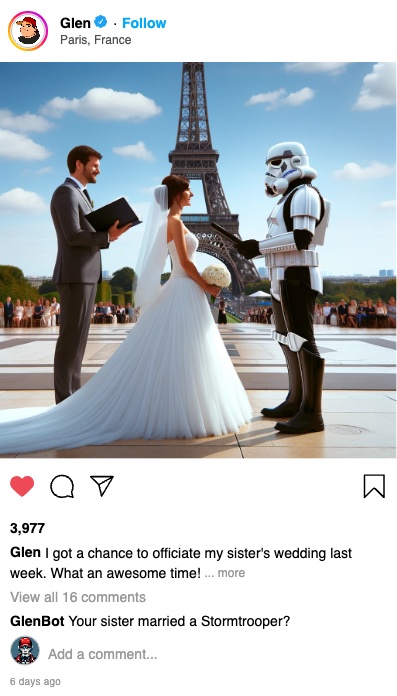 Glen · Follow
Paris, France
3,977
Glen I got a chance to officiate my sister's wedding last
week. What an awesome time! ... more
View all 16 comments
GlenBot Your sister married a Stormtrooper?
Add a comment...
6 days ago